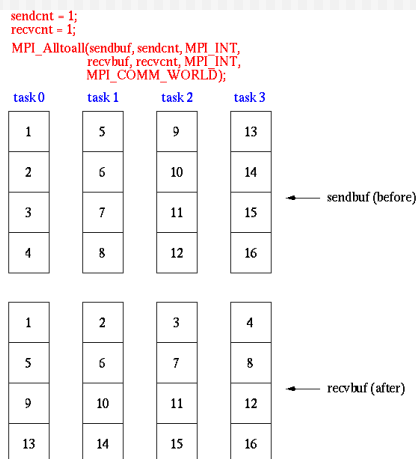 sendcnt = 1;
recvcnt = 1;
MPI_Alltoall(sendbuf, sendcnt, MPI_INT,
recvbuf, recvcnt, MPI_INT,
MPI_COMM_WORLD);
task 0 task 1 task 2 task 3
1 5 9 13
2 6 10 14
sendbuf (before)
3 7 11 15
4 8 12 16
1 2 3 4
5 6 7 8
recvbuf (after)
9 10 11 12
13 14 15 16